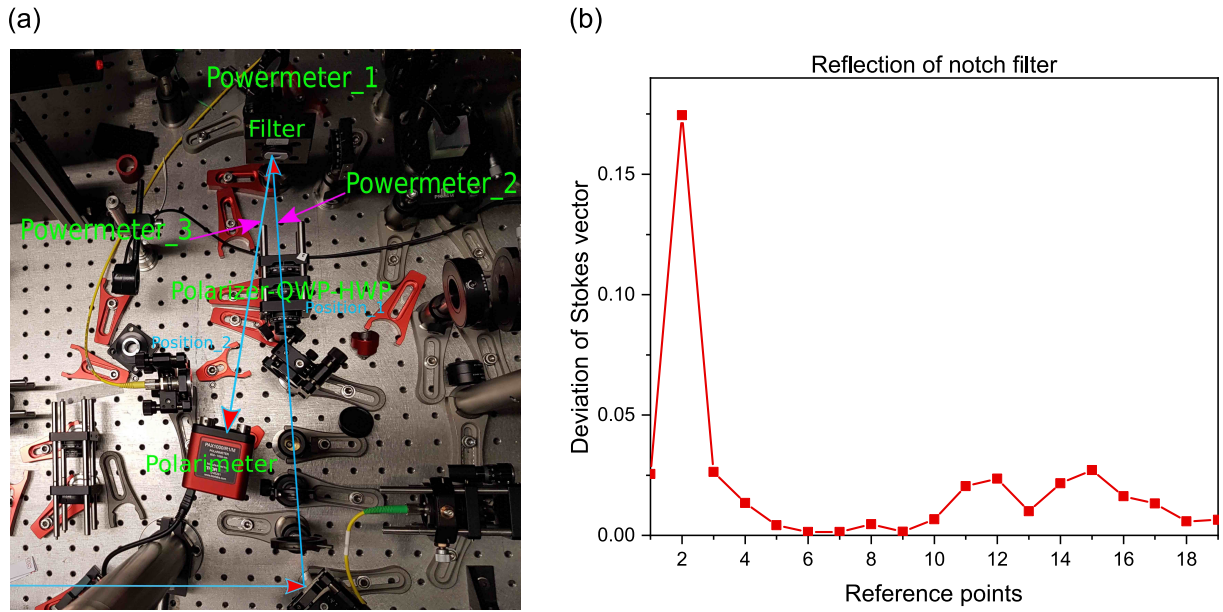 (a)
(b)
Powermeter_1
Filter
Powermeter_2
Powermeter_3
Polarizer-QWP-HWP
Position_1
Position_2
Polarimeter
Reflection of notch filter
Deviation of Stokes vector
0.15
0.10
0.05
0.00
2 4 6 8 10 12 14 16 18
Reference points